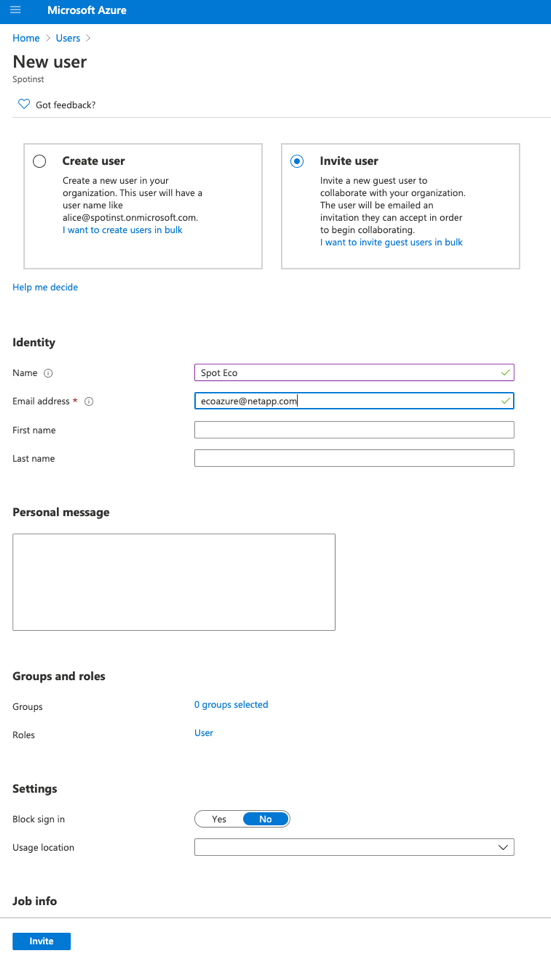 Microsoft Azure
Home > Users >
New user
Spotinst
Got feedback?
Create user
Create a new user in your
organization. This user will have a
user name like
alice@spotinst.onmicrosoft.com.
I want to create users in bulk
Invite user
Invite a new guest user to
collaborate with your organization.
The user will be emailed an
invitation they can accept in order
to begin collaborating.
I want to invite guest users in bulk
Help me decide
Identity
Name
Spot Eco
Email address *
ecoazure@netapp.com
First name
Last name
Personal message
Groups and roles
Groups
0 groups selected
Roles
User
Settings
Block sign in
Yes No
Usage location
Job info
Invite